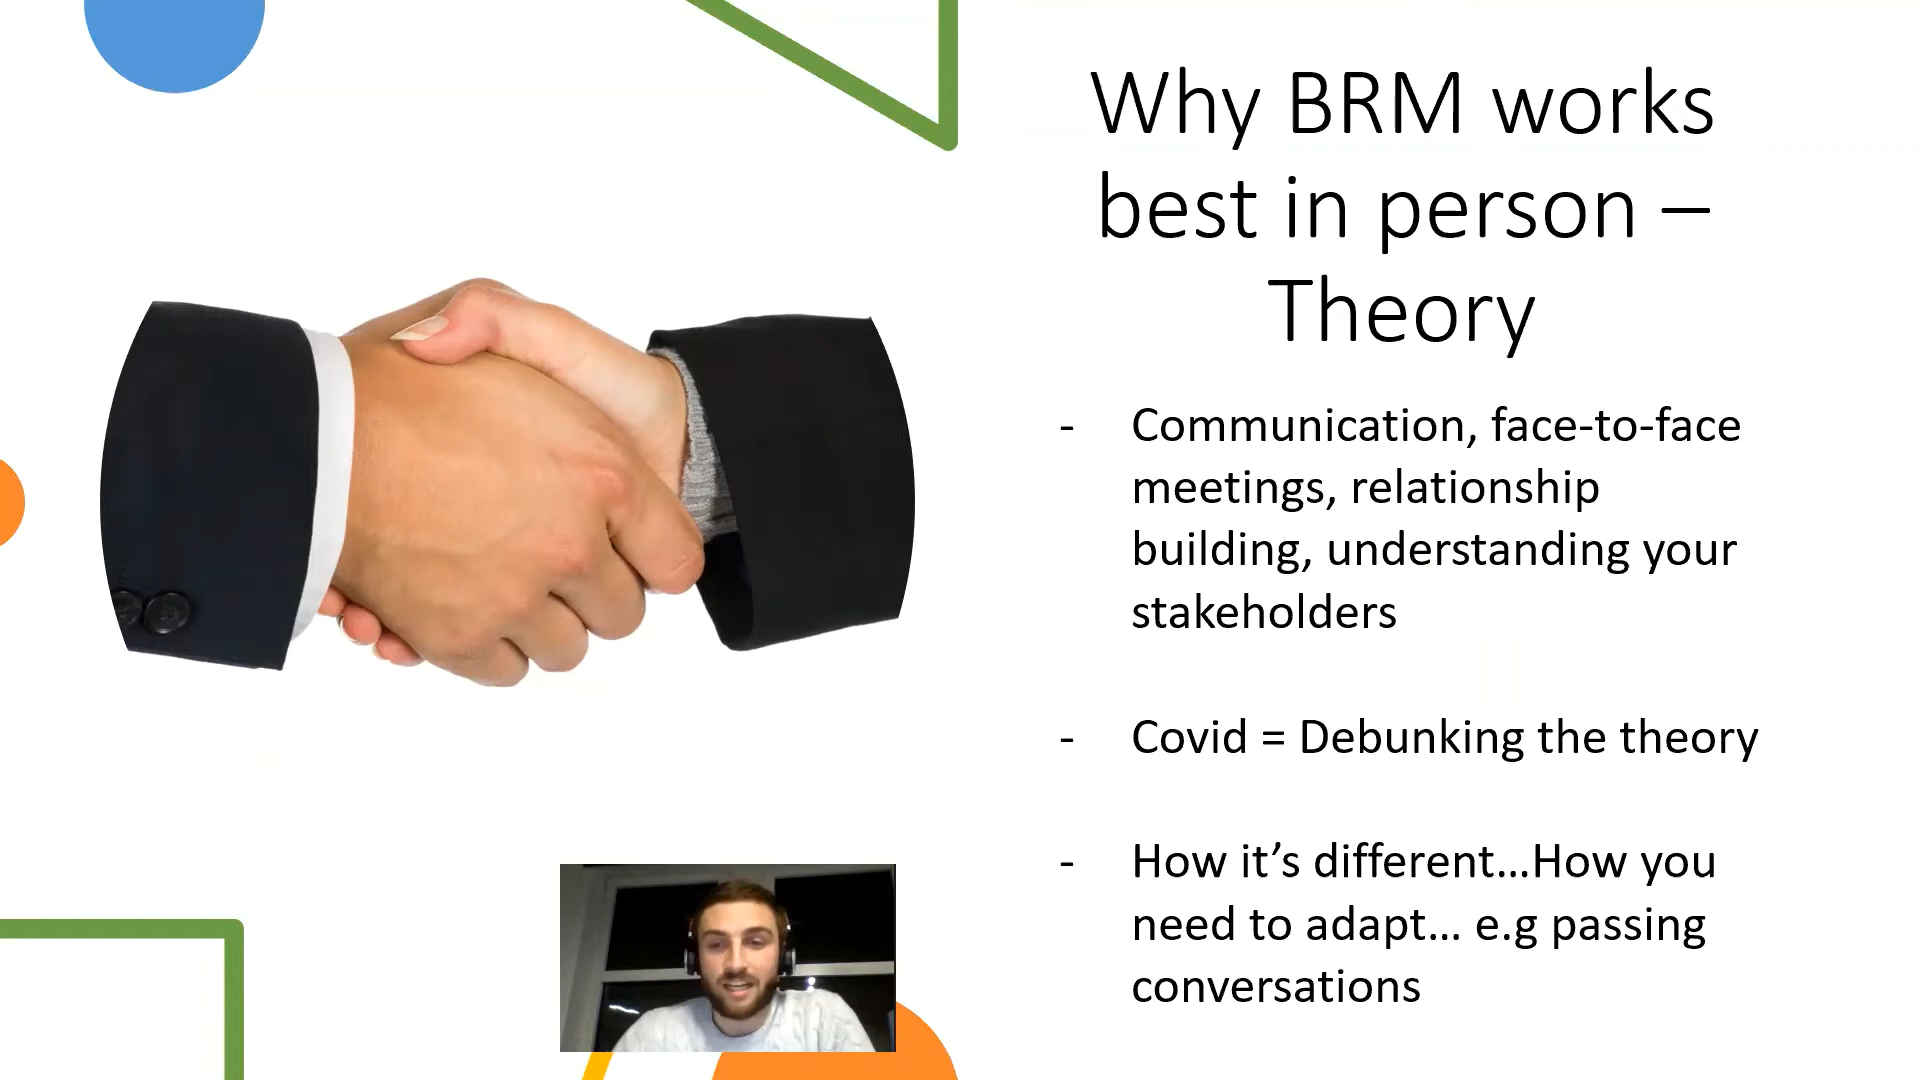 Why BRM works
best in person –
Theory
- Communication, face-to-face
meetings, relationship
building, understanding your
stakeholders
- Covid = Debunking the theory
- How it’s different…How you
need to adapt… e.g passing
conversations